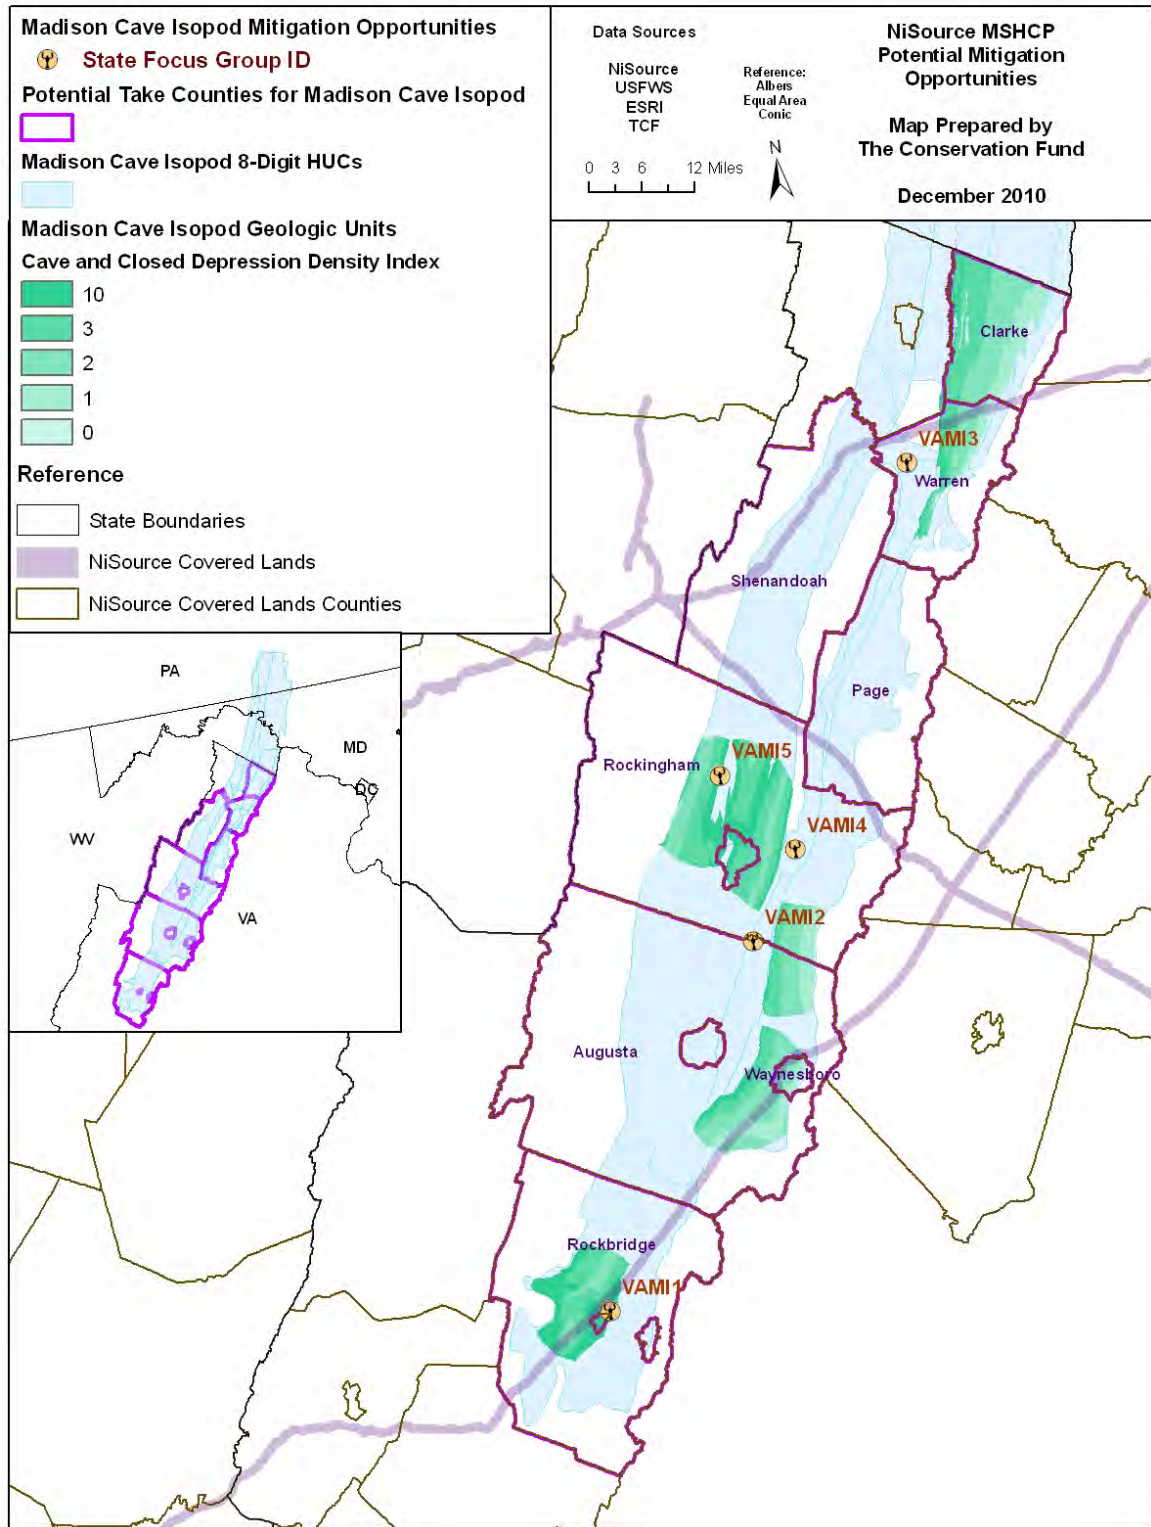 Madison Cave Isopod Mitigation Opportunities
State Focus Group ID
Potential Take Counties for Madison Cave Isopod
Madison Cave Isopod 8-Digit HUCs
Madison Cave Isopod Geologic Units
Cave and Closed Depression Density Index
10
3
2
1
0
Reference
State Boundaries
NiSource Covered Lands
NiSource Covered Lands Counties
Data Sources
NiSource
USFWS
ESRI
TCF
Reference:
Albers
Equal Area
Conic
N
0 3 6 12 Miles
NiSource MSHCP
Potential Mitigation
Opportunities
Map Prepared by
The Conservation Fund
December 2010
PA
MD
DC
WV
VA
Clarke
VAMI3
Warren
Shenandoah
Page
VAMI5
Rockingham
VAMI4
VAMI2
Augusta
Waynesboro
Rockbridge
VAMI1